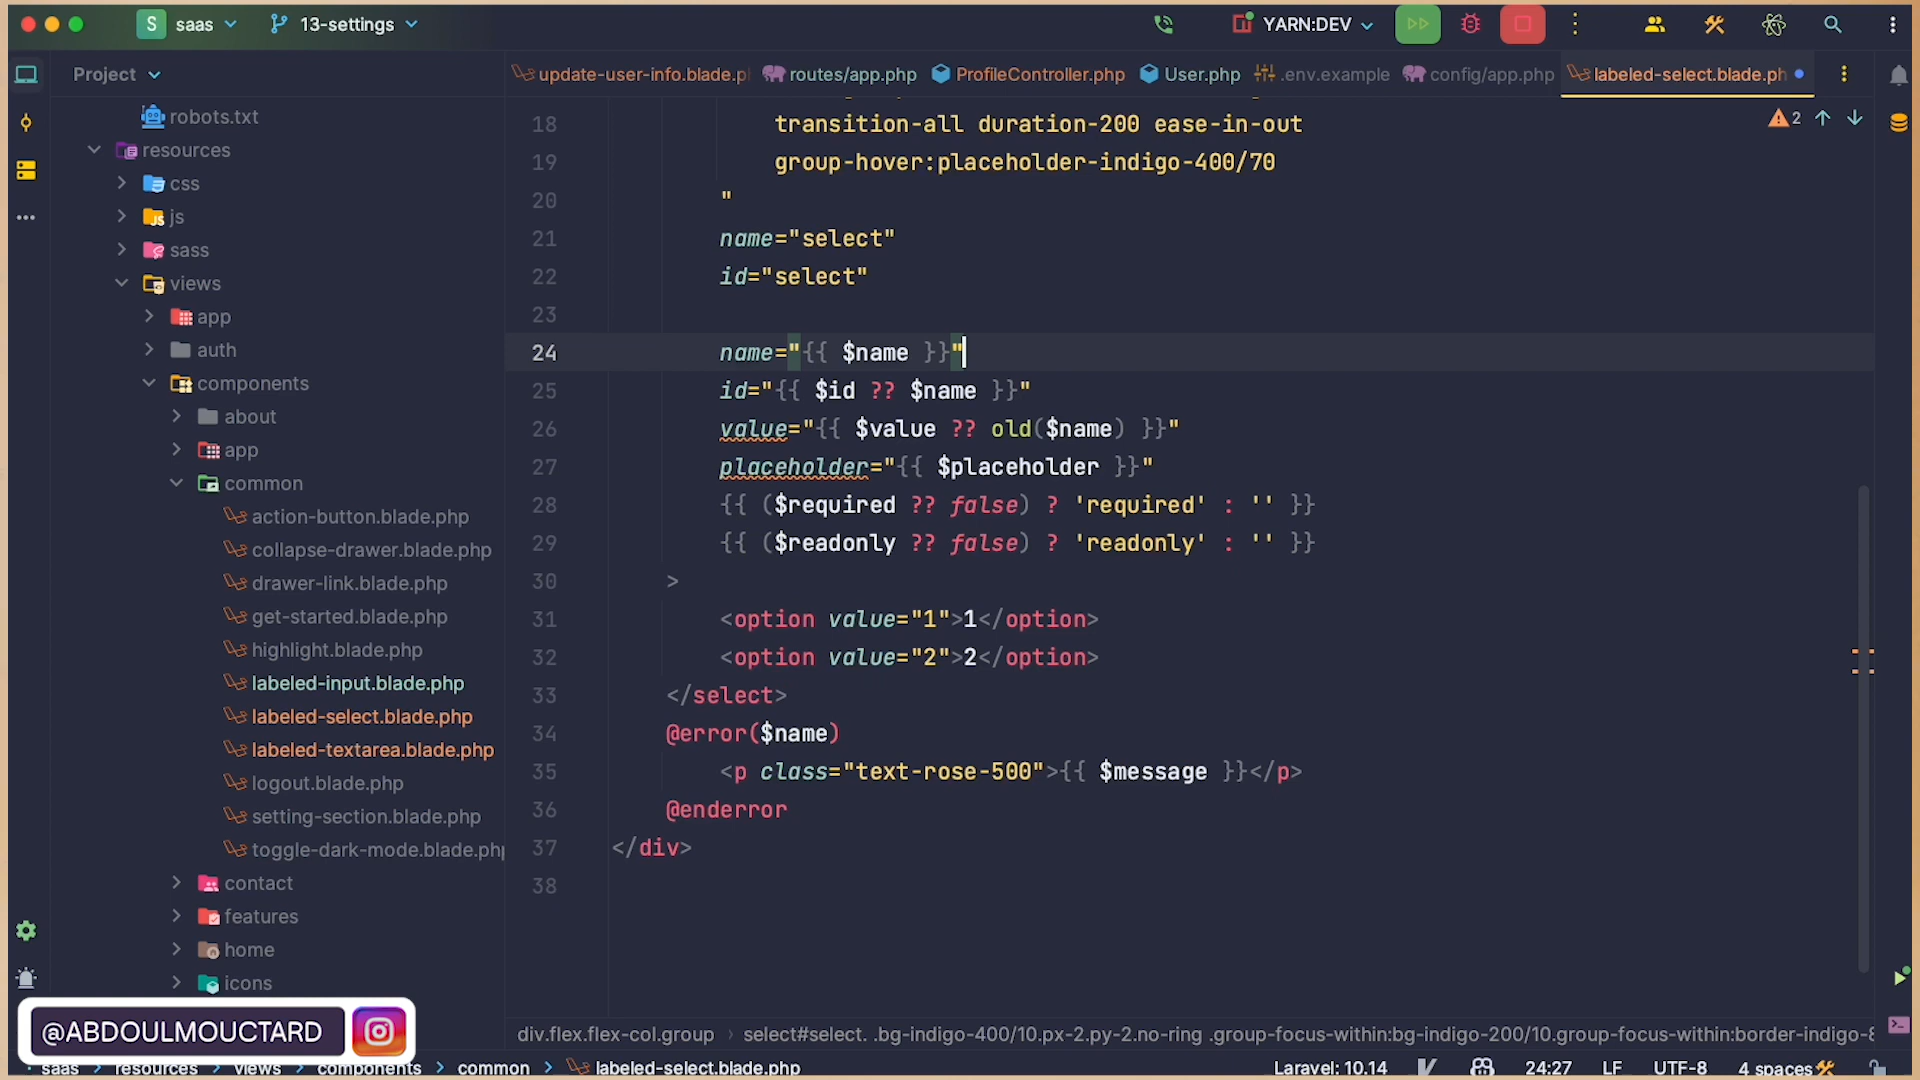 S saas 13-settings YARN:DEV
Project
update-user-info.blade.p routes/app.php ProfileController.php User.php .env.example config/app.php labeled-select.blade.ph
robots.txt
resources
css
js
sass
views
app
auth
components
about
app
common
action-button.blade.php
collapse-drawer.blade.php
drawer-link.blade.php
get-started.blade.php
highlight.blade.php
labeled-input.blade.php
labeled-select.blade.php
labeled-textarea.blade.php
logout.blade.php
setting-section.blade.php
toggle-dark-mode.blade.php
contact
features
home
icons
2
18 transition-all duration-200 ease-in-out
19 group-hover:placeholder-indigo-400/70
20 "
21 name="select"
22 id="select"
23
24 name="{{ $name }}"
25 id="{{ $id ?? $name }}"
26 value="{{ $value ?? old($name) }}"
27 placeholder="{{ $placeholder }}"
28 {{ ($required ?? false) ? 'required' : '' }}
29 {{ ($readonly ?? false) ? 'readonly' : '' }}
30 >
31 <option value="1">1</option>
32 <option value="2">2</option>
33 </select>
34 @error($name)
35 <p class="text-rose-500">{{ $message }}</p>
36 @enderror
37 </div>
38
@ABDOULMOUCTARD
div.flex.flex-col.group › select#select. .bg-indigo-400/10.px-2.py-2.no-ring .group-focus-within:bg-indigo-200/10.group-focus-within:border-indigo-8
saas › resources › views › components › common › labeled-select.blade.php
Laravel: 10.14 24:27 LF UTF-8 4 spaces